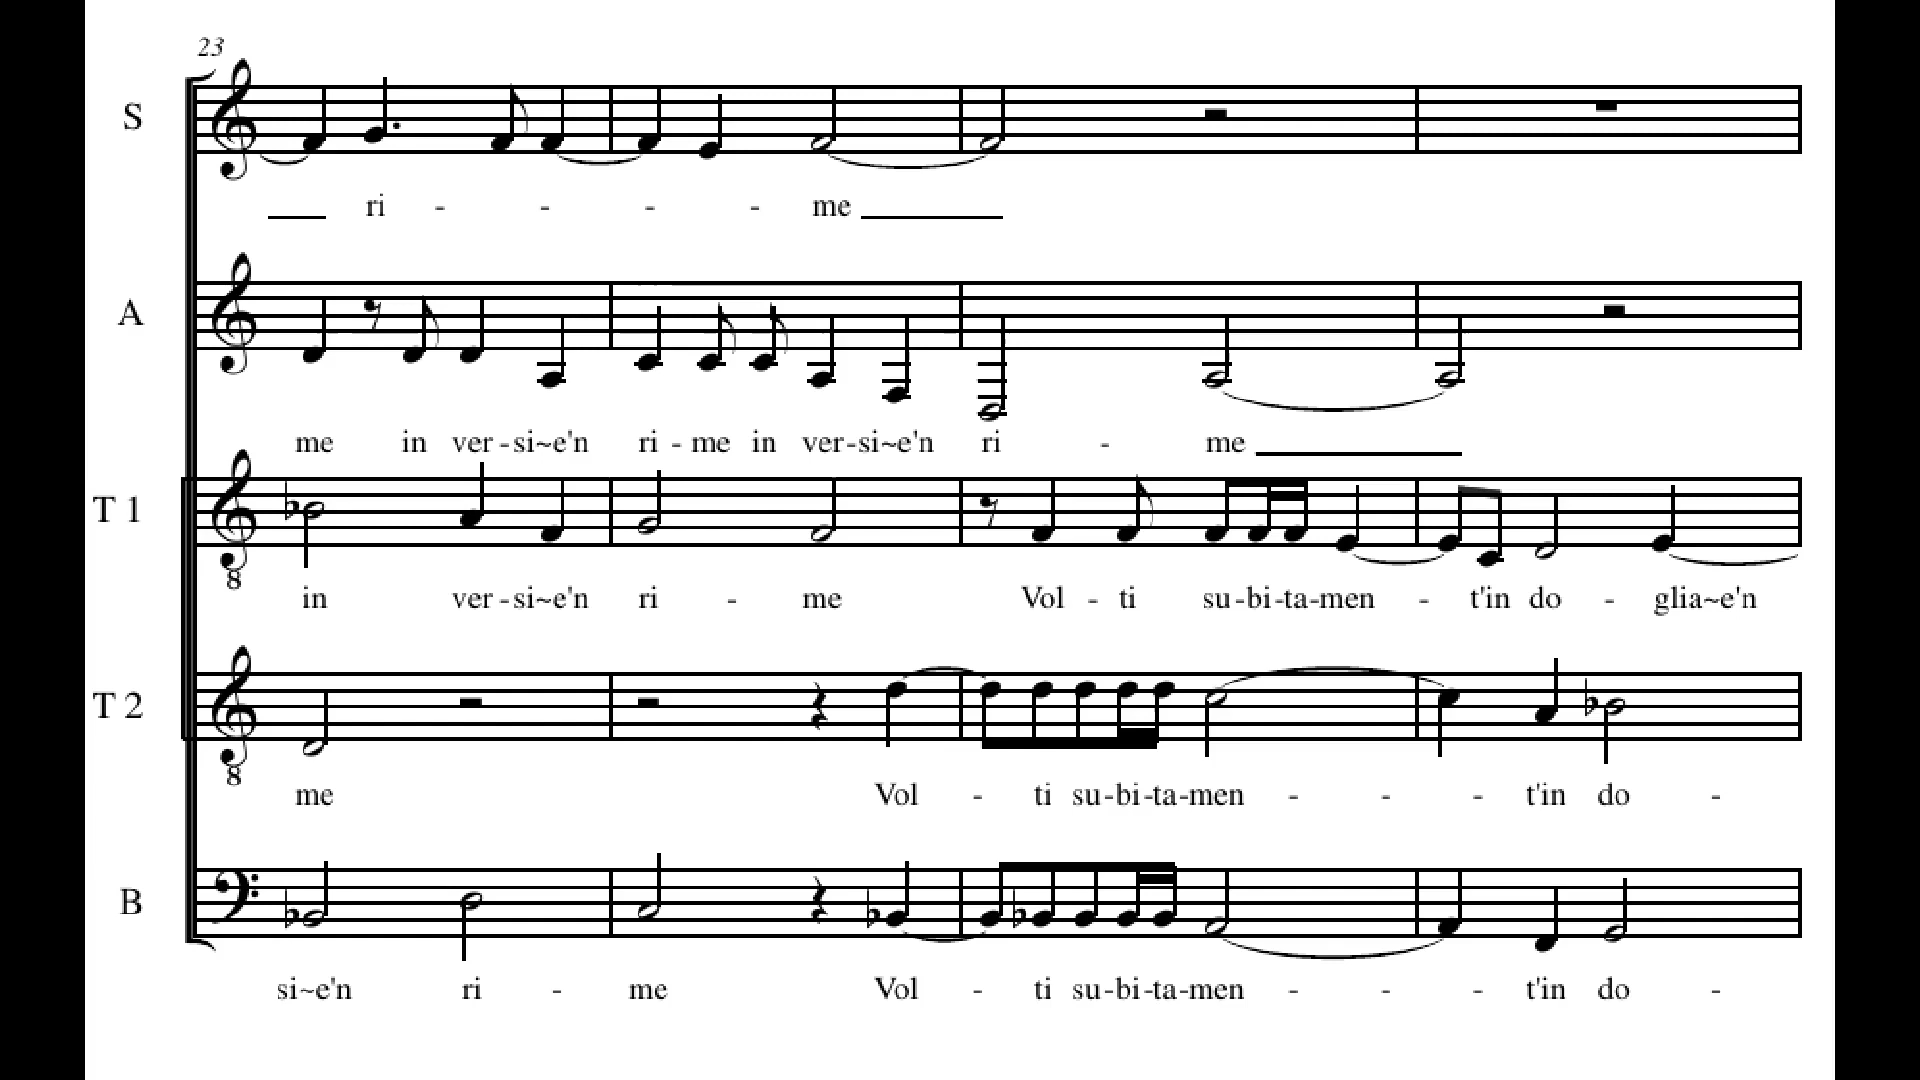 23
S
ri - - - - me
A
me in ver - si~e'n ri - me in ver - si~e'n ri - me
T 1
8
in ver - si~e'n ri - me Vol - ti su - bi - ta - men - t'in do - glia~e'n
T 2
8
me Vol - ti su - bi - ta - men - - - t'in do -
B
si~e'n ri - me Vol - ti su - bi - ta - men - - - t'in do -